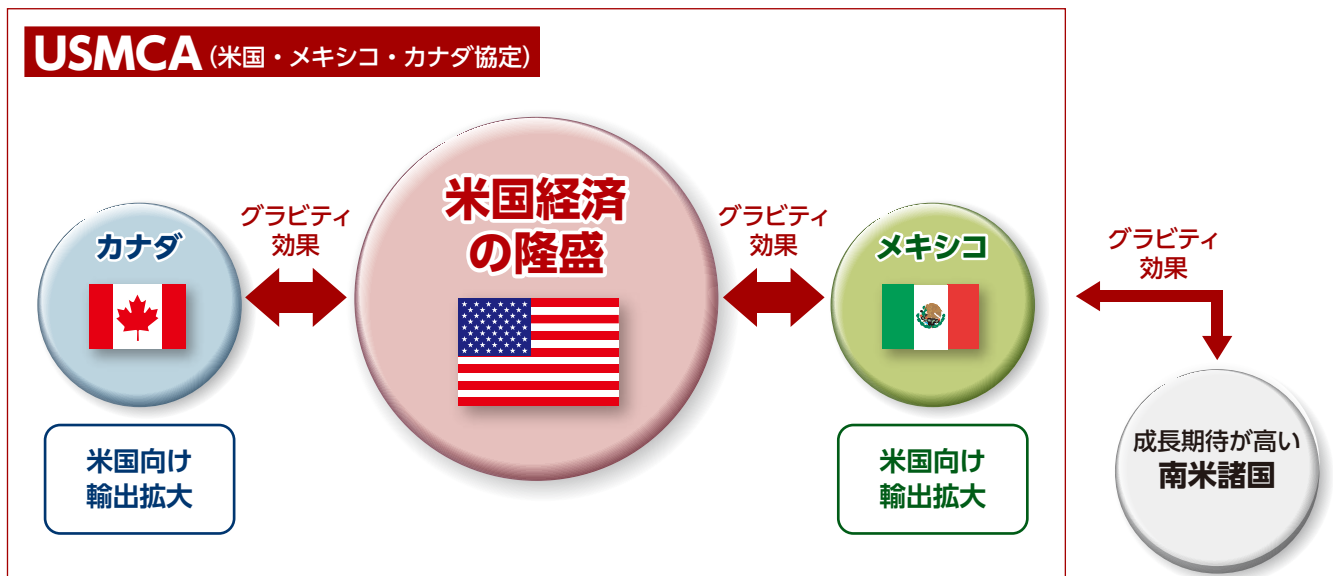 USMCA(米国・メキシコ・カナダ協定)
カナダ
グラビティ
効果
米国経済
の隆盛
グラビティ
効果
メキシコ
グラビティ
効果
米国向け
輸出拡大
米国向け
輸出拡大
成長期待が高い
南米諸国